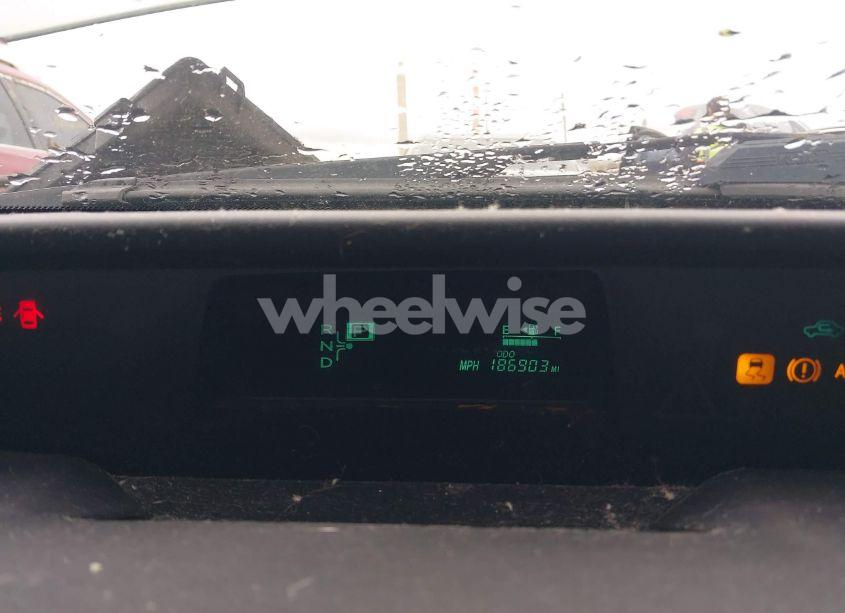 wheelwise
R P
N
D
E F
ODO
MPH 186903 MI